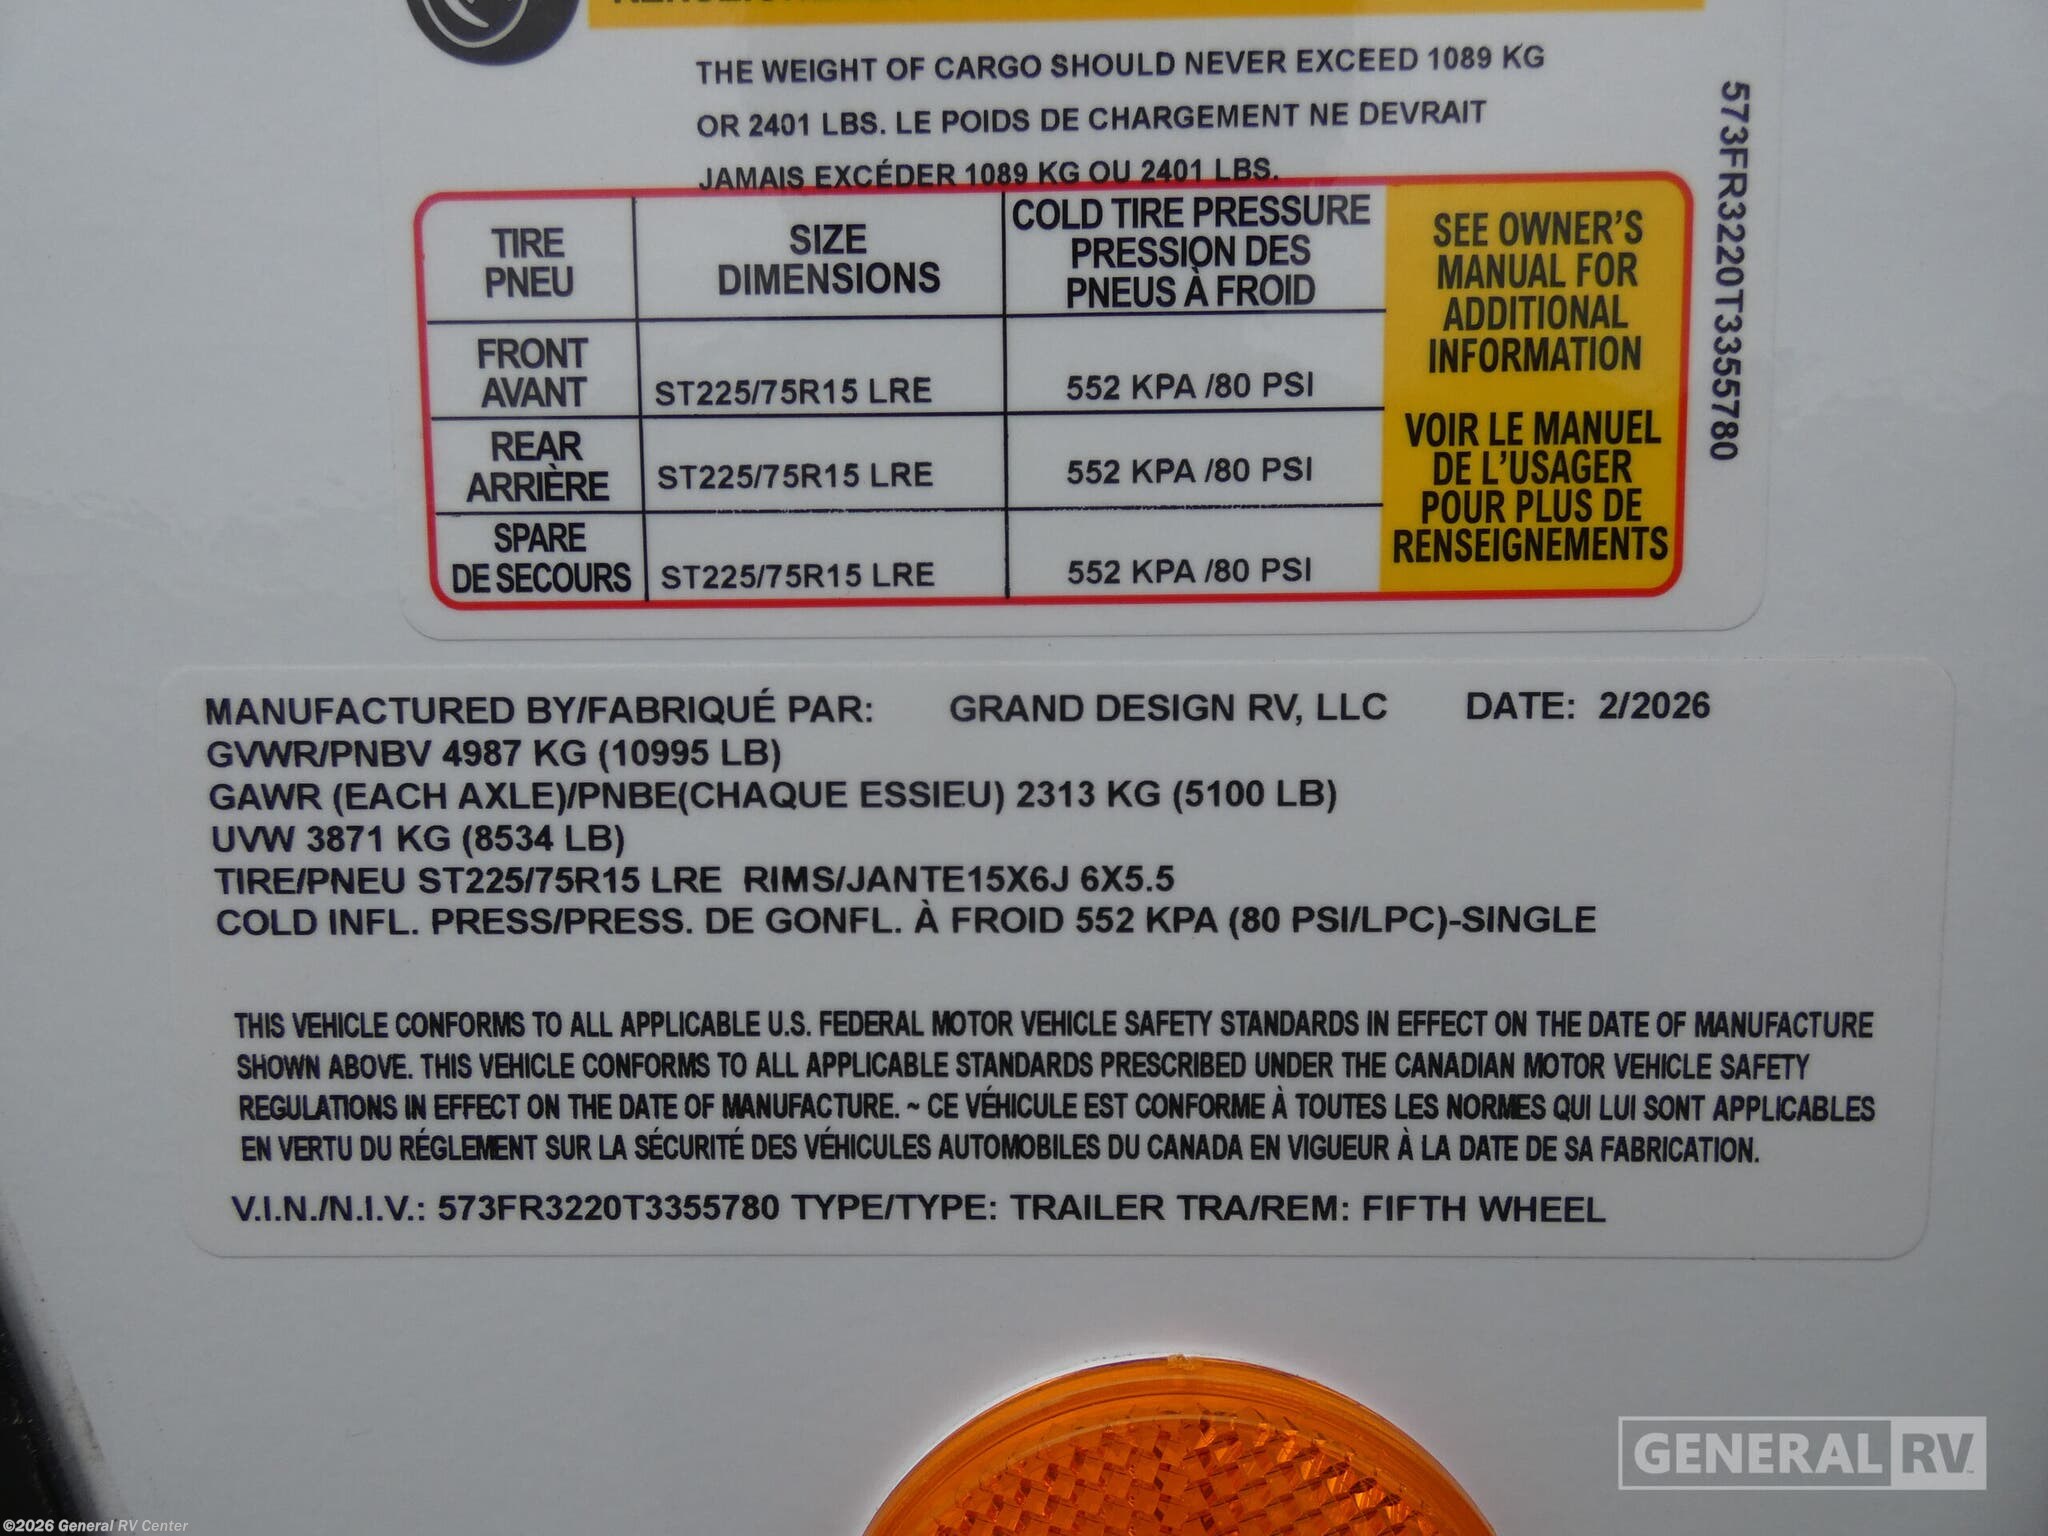 THE WEIGHT OF CARGO SHOULD NEVER EXCEED 1089 KG
OR 2401 LBS. LE POIDS DE CHARGEMENT NE DEVRAIT
JAMAIS EXCÉDER 1089 KG OU 2401 LBS.
573FR3220T3355780
TIRE
PNEU
SIZE
DIMENSIONS
COLD TIRE PRESSURE
PRESSION DES
PNEUS À FROID
FRONT
AVANT
ST225/75R15 LRE
552 KPA /80 PSI
REAR
ARRIÈRE
ST225/75R15 LRE
552 KPA /80 PSI
SPARE
DE SECOURS
ST225/75R15 LRE
552 KPA /80 PSI
SEE OWNER'S
MANUAL FOR
ADDITIONAL
INFORMATION
VOIR LE MANUEL
DE L'USAGER
POUR PLUS DE
RENSEIGNEMENTS
MANUFACTURED BY/FABRIQUÉ PAR: GRAND DESIGN RV, LLC DATE: 2/2026
GVWR/PNBV 4987 KG (10995 LB)
GAWR (EACH AXLE)/PNBE(CHAQUE ESSIEU) 2313 KG (5100 LB)
UVW 3871 KG (8534 LB)
TIRE/PNEU ST225/75R15 LRE RIMS/JANTE15X6J 6X5.5
COLD INFL. PRESS/PRESS. DE GONFL. À FROID 552 KPA (80 PSI/LPC)-SINGLE
THIS VEHICLE CONFORMS TO ALL APPLICABLE U.S. FEDERAL MOTOR VEHICLE SAFETY STANDARDS IN EFFECT ON THE DATE OF MANUFACTURE
SHOWN ABOVE. THIS VEHICLE CONFORMS TO ALL APPLICABLE STANDARDS PRESCRIBED UNDER THE CANADIAN MOTOR VEHICLE SAFETY
REGULATIONS IN EFFECT ON THE DATE OF MANUFACTURE. ~ CE VÉHICULE EST CONFORME À TOUTES LES NORMES QUI LUI SONT APPLICABLES
EN VERTU DU RÉGLEMENT SUR LA SÉCURITÉ DES VÉHICULES AUTOMOBILES DU CANADA EN VIGUEUR À LA DATE DE SA FABRICATION.
V.I.N./N.I.V.: 573FR3220T3355780 TYPE/TYPE: TRAILER TRA/REM: FIFTH WHEEL
GENERAL RV
©2026 General RV Center